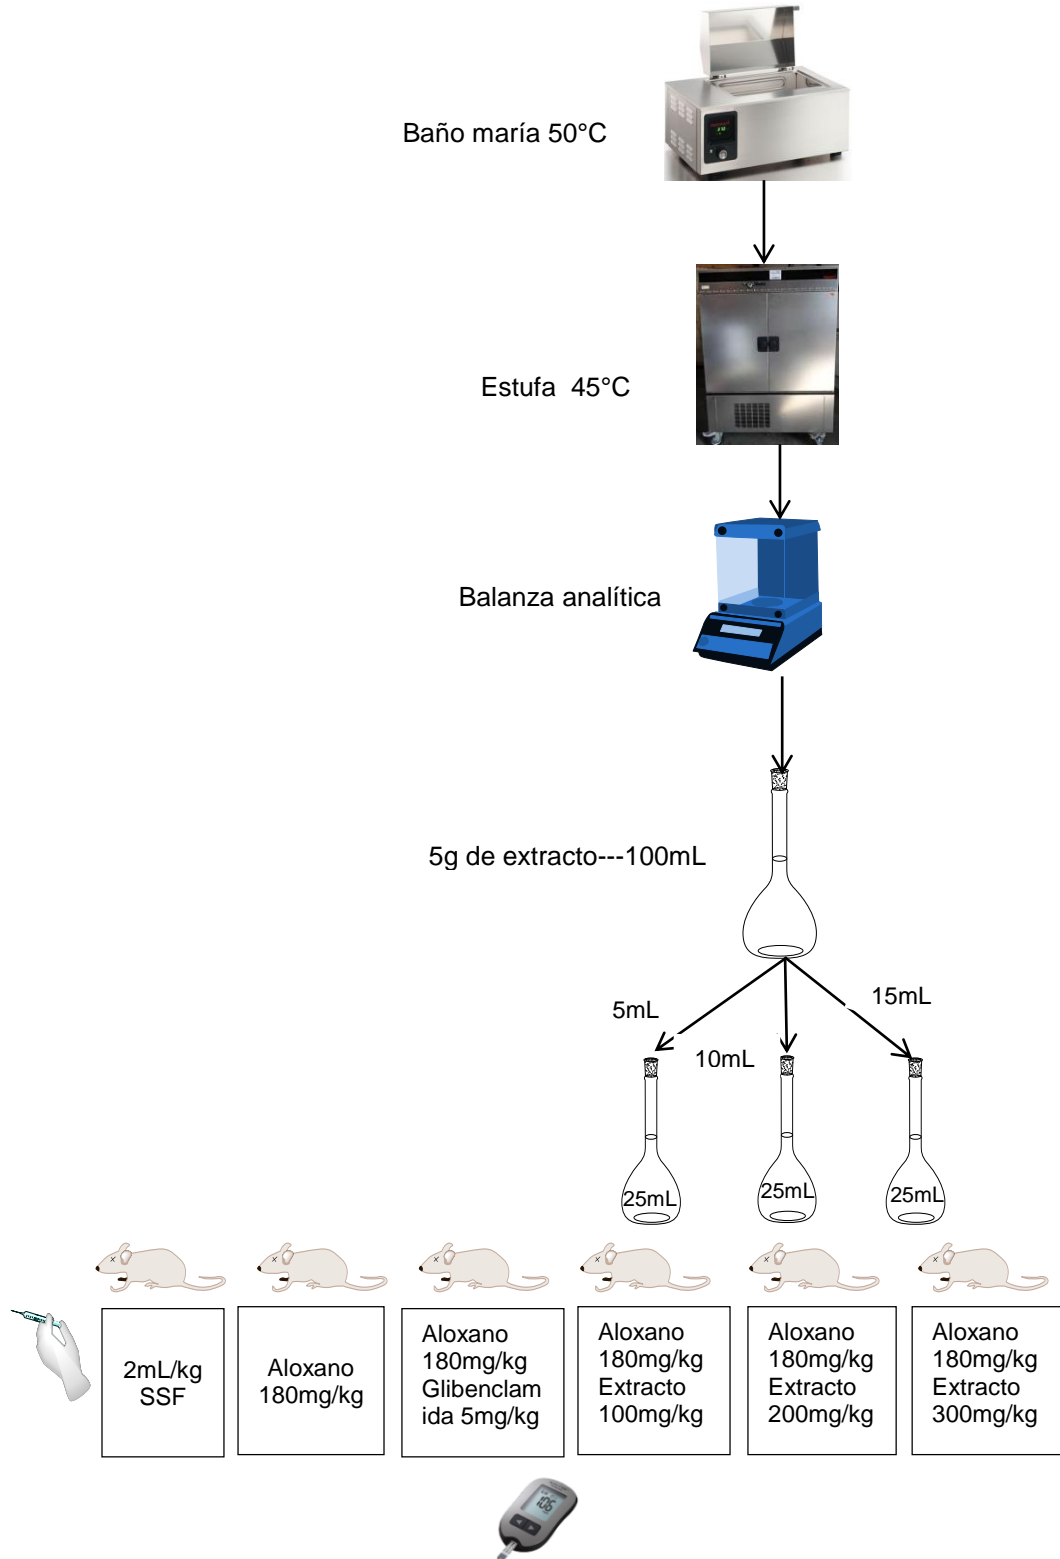 Baño maría 50°C
Estufa  45°C
Balanza analítica
5g de extracto---100mL
5mL
10mL
15mL
25mL
25mL
25mL
2mL/kg
SSF
Aloxano
180mg/kg
Aloxano
180mg/kg
Glibenclam
ida 5mg/kg
Aloxano
180mg/kg
Extracto
100mg/kg
Aloxano
180mg/kg
Extracto
200mg/kg
Aloxano
180mg/kg
Extracto
300mg/kg
106